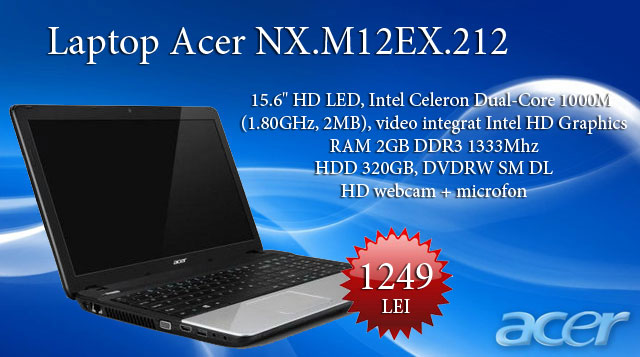 Laptop Acer NX.M12EX.212
15.6" HD LED, Intel Celeron Dual-Core 1000M
(1.80GHz, 2MB), video integrat Intel HD Graphics
RAM 2GB DDR3 1333Mhz
HDD 320GB, DVDRW SM DL
HD webcam + microfon
acer
1249
LEI
acer